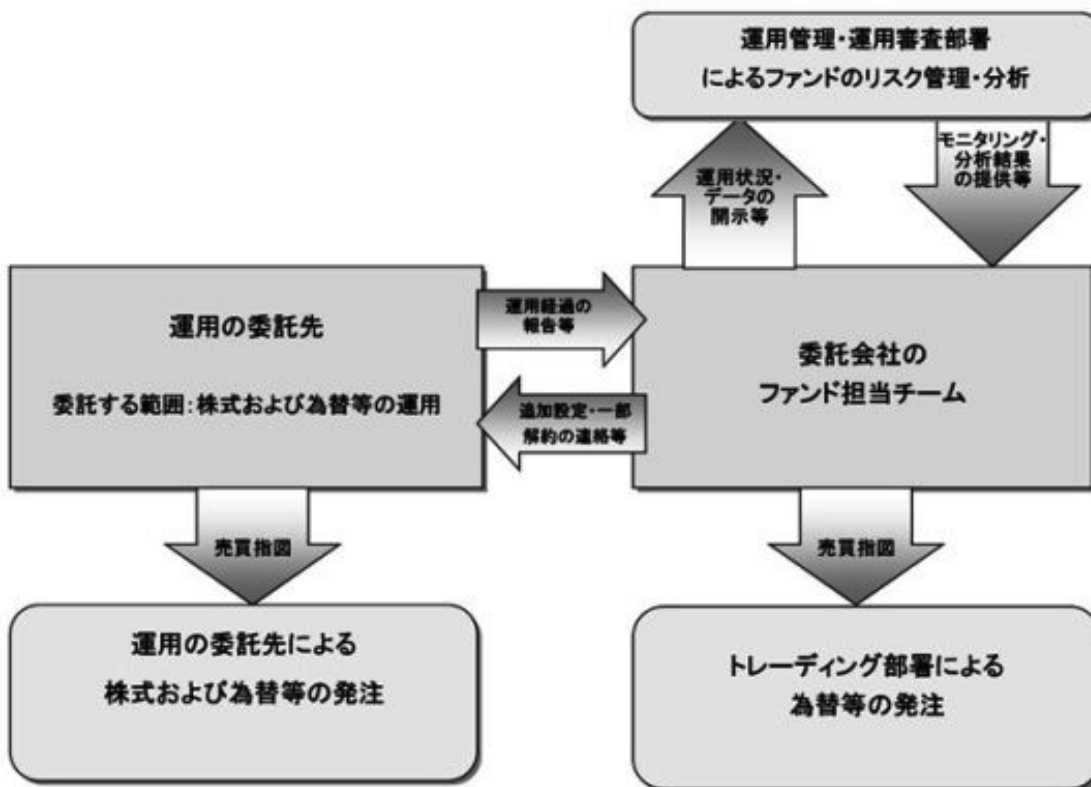 運用管理・運用審査部署
によるファンドのリスク管理・分析
運用状況・
データの
開示等
モニタリング・
分析結果
の提供等
運用の委託先
委託する範囲:株式および為替等の運用
運用経過の
報告等
追加設定・一部
解約の連絡等
委託会社の
ファンド担当チーム
売買指図
売買指図
運用の委託先による
株式および為替等の発注
トレーディング部署による
為替等の発注